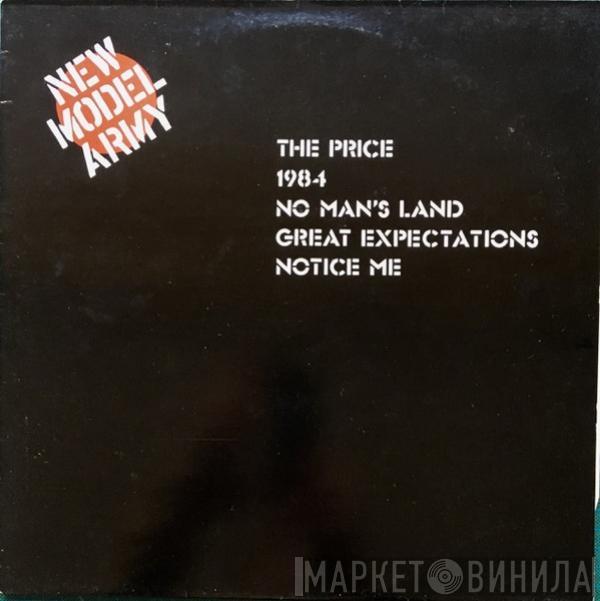 NEW
MODEL
ARMY
THE PRICE
1984
NO MAN'S LAND
GREAT EXPECTATIONS
NOTICE ME
МАРКЕТ ВИНИЛА